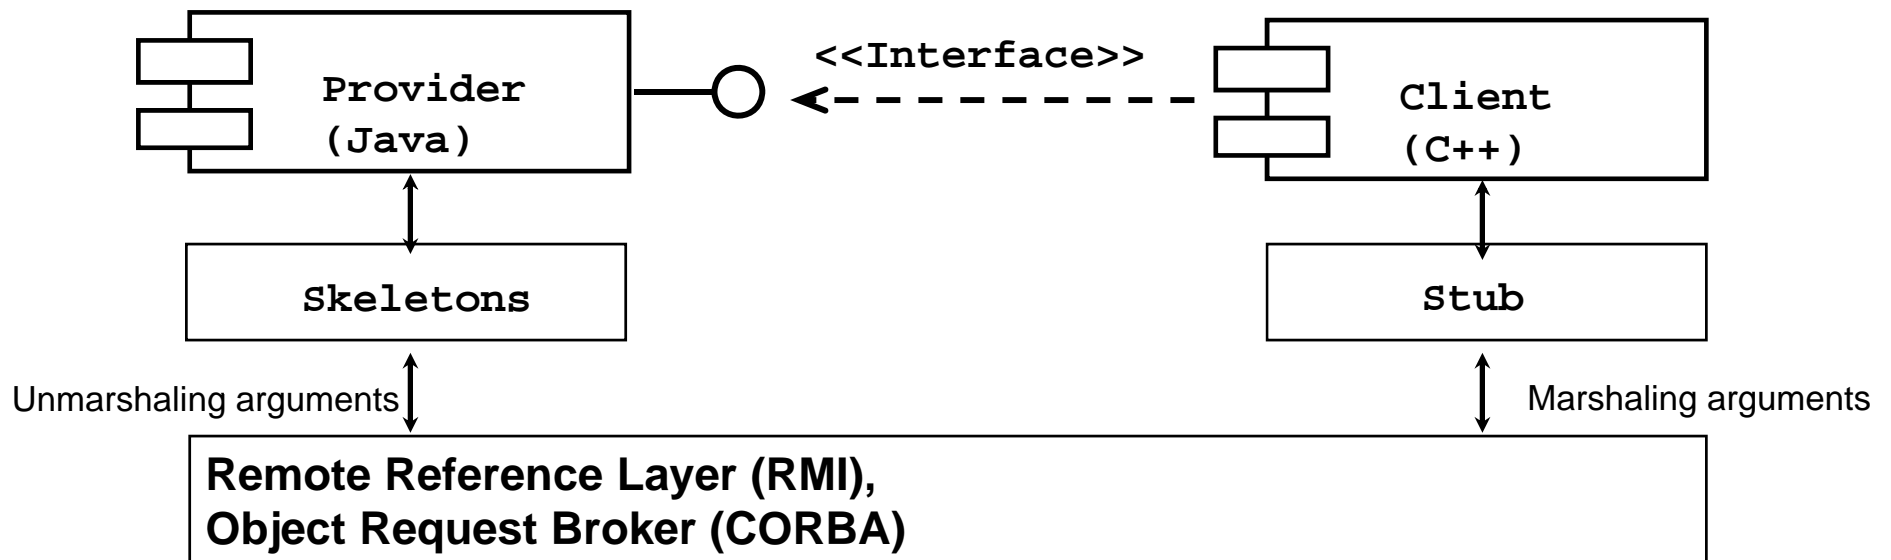 <<Interface>>
Provider
(Java)
Client
(C++)
Skeletons
Stub
Unmarshaling arguments
Marshaling arguments
Remote Reference Layer (RMI),
Object Request Broker (CORBA)